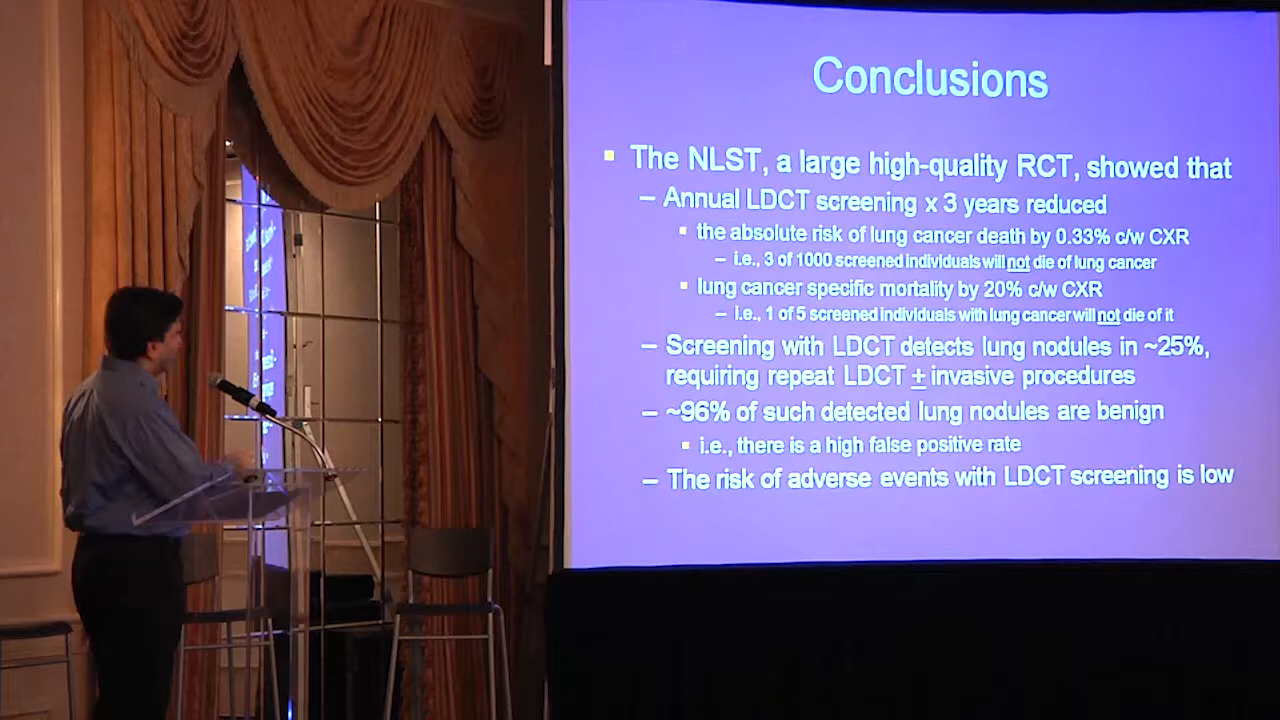 Conclusions
The NLST, a large high-quality RCT, showed that
– Annual LDCT screening x 3 years reduced
the absolute risk of lung cancer death by 0.33% c/w CXR
– i.e., 3 of 1000 screened individuals will not die of lung cancer
lung cancer specific mortality by 20% c/w CXR
– i.e., 1 of 5 screened individuals with lung cancer will not die of it
– Screening with LDCT detects lung nodules in ~25%,
requiring repeat LDCT ± invasive procedures
– ~96% of such detected lung nodules are benign
i.e., there is a high false positive rate
– The risk of adverse events with LDCT screening is low